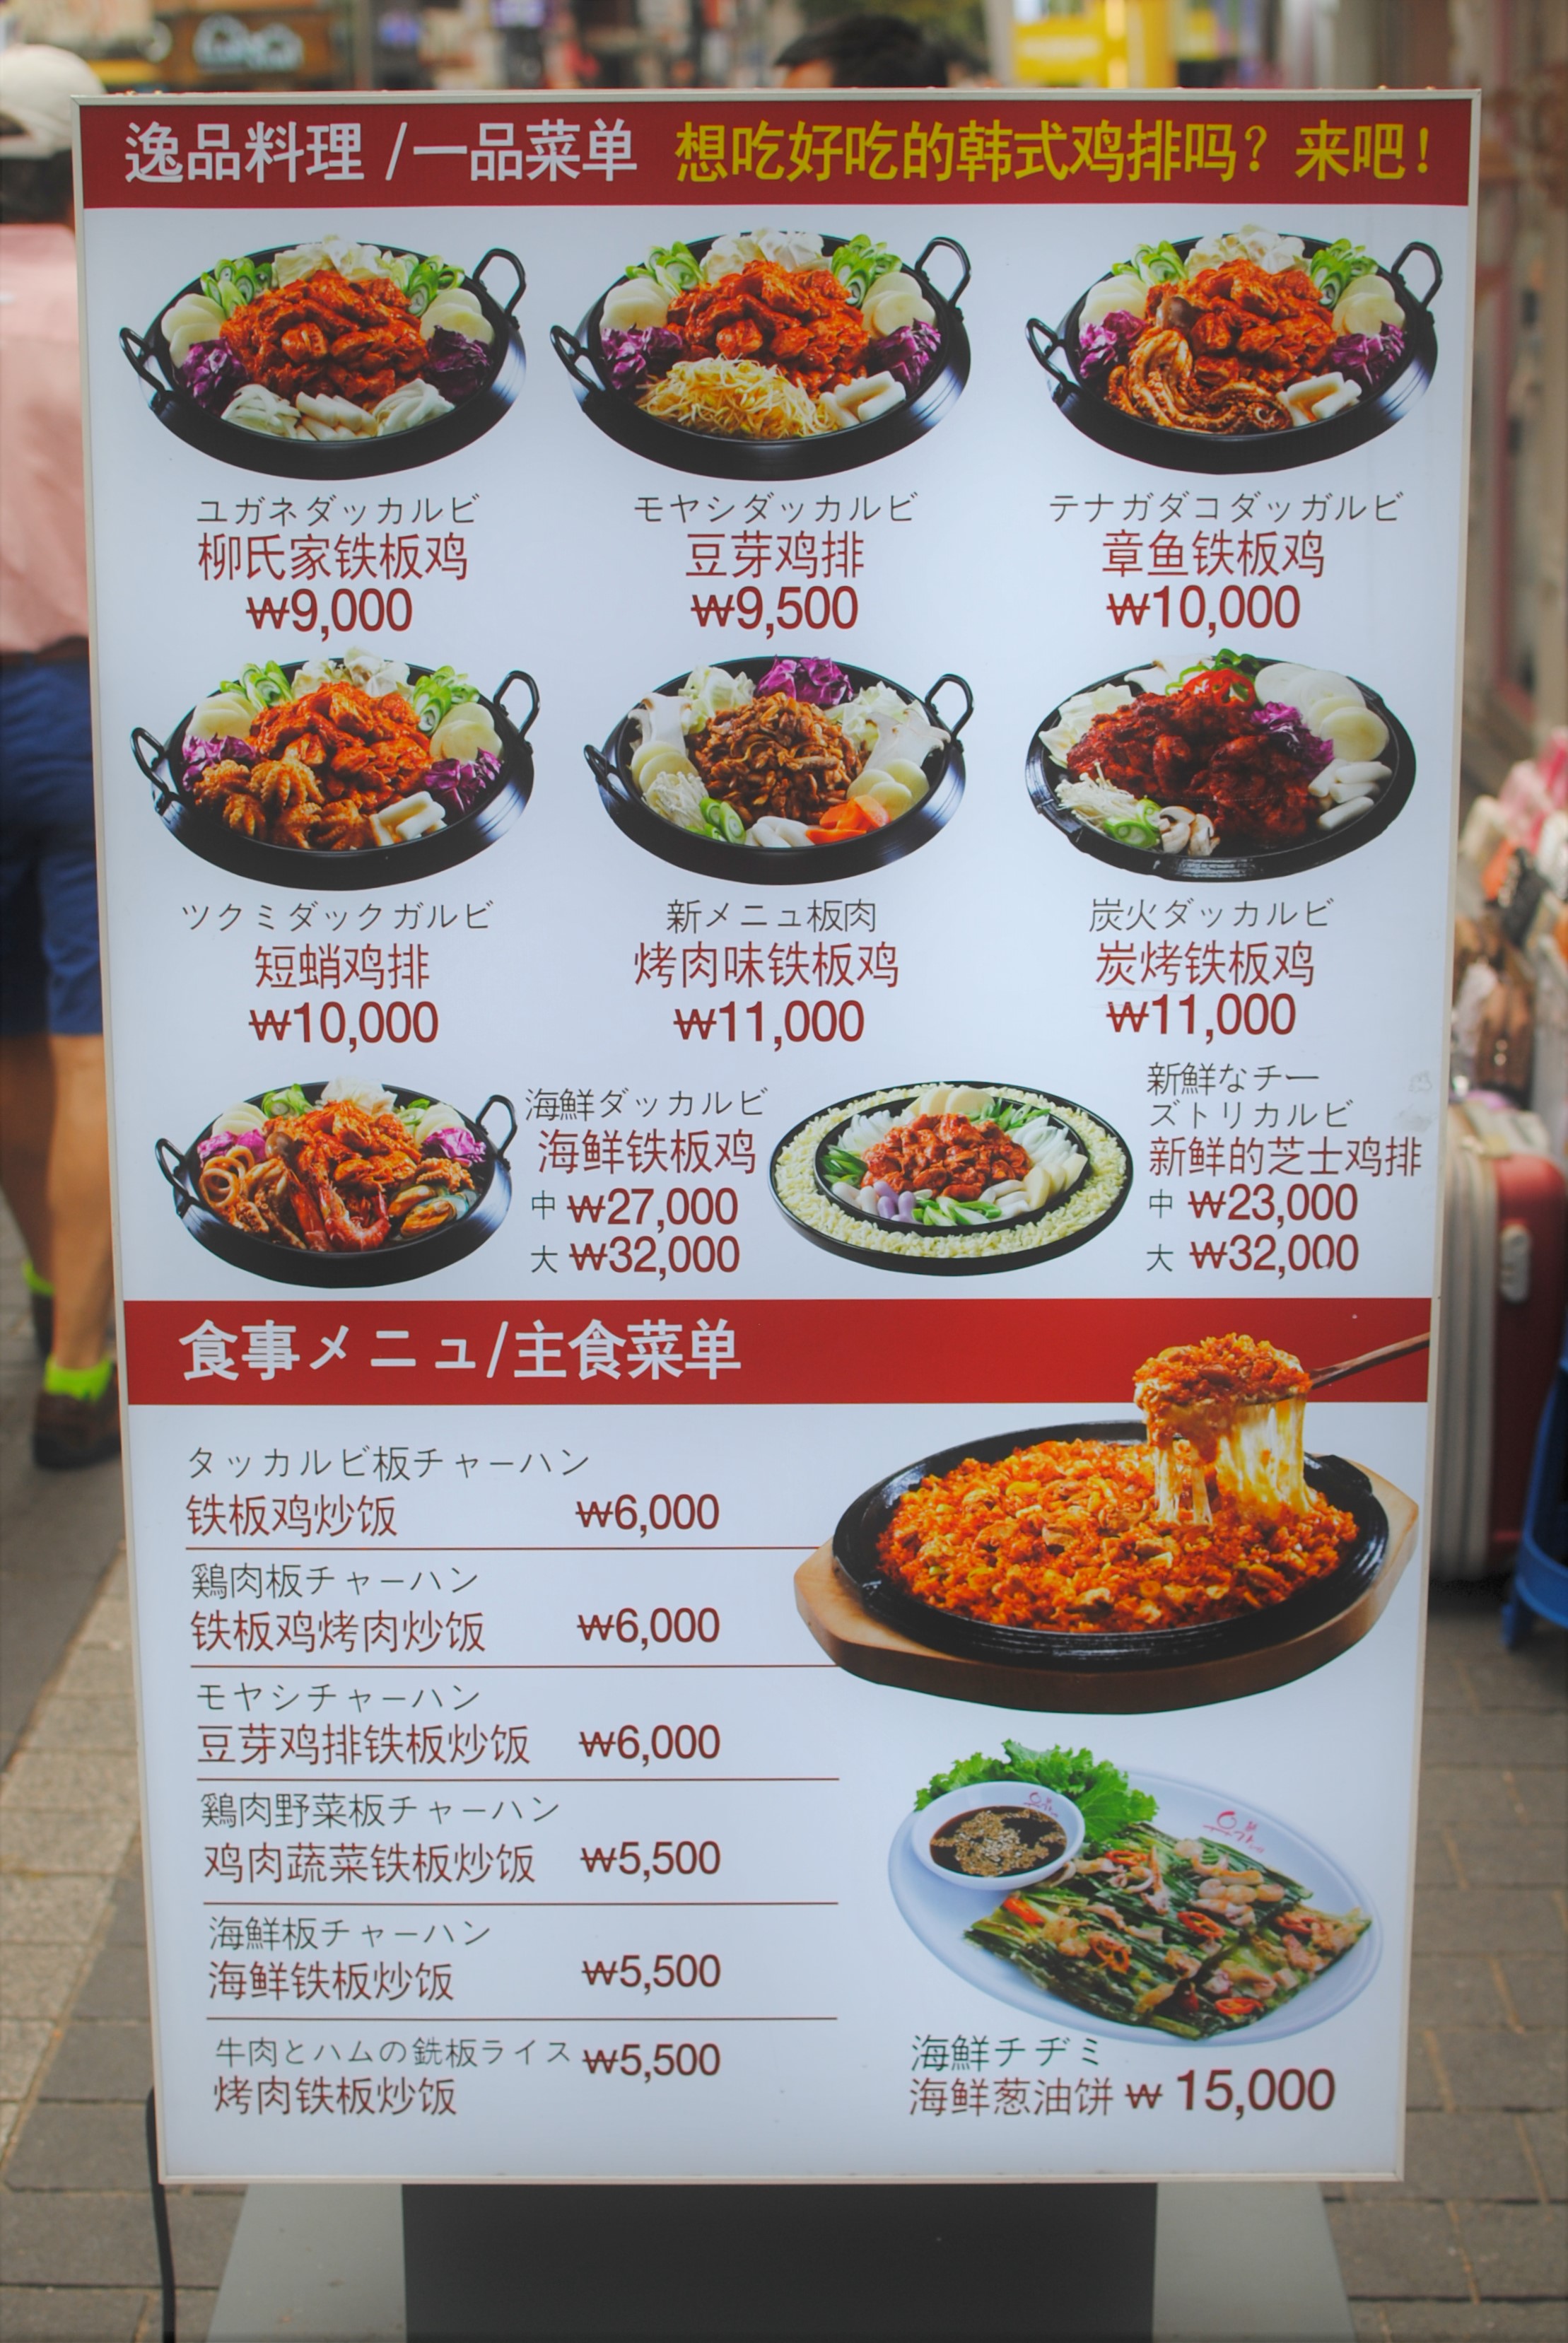 逸品料理 /一品菜单 想吃好吃的韩式鸡排吗？来吧！
ユガネダッカルビ
柳氏家铁板鸡
₩9,000
モヤシダッカルビ
豆芽鸡排
₩9,500
テナガダコダッガルビ
章鱼铁板鸡
₩10,000
ツクミダックガルビ
短蛸鸡排
₩10,000
新メニュ板肉
烤肉味铁板鸡
₩11,000
炭火ダッカルビ
炭烤铁板鸡
₩11,000
海鮮ダッカルビ
海鲜铁板鸡
中 ₩27,000
大 ₩32,000
新鮮なチー
ズトリカルビ
新鲜的芝士鸡排
中 ₩23,000
大 ₩32,000
食事メニュ/主食菜单
タッカルビ板チャーハン
铁板鸡炒饭 ₩6,000
鶏肉板チャーハン
铁板鸡烤肉炒饭 ₩6,000
モヤシチャーハン
豆芽鸡排铁板炒饭 ₩6,000
鶏肉野菜板チャーハン
鸡肉蔬菜铁板炒饭 ₩5,500
海鮮板チャーハン
海鲜铁板炒饭 ₩5,500
牛肉とハムの銑板ライス ₩5,500
烤肉铁板炒饭
海鮮チヂミ
海鲜葱油饼 ₩ 15,000